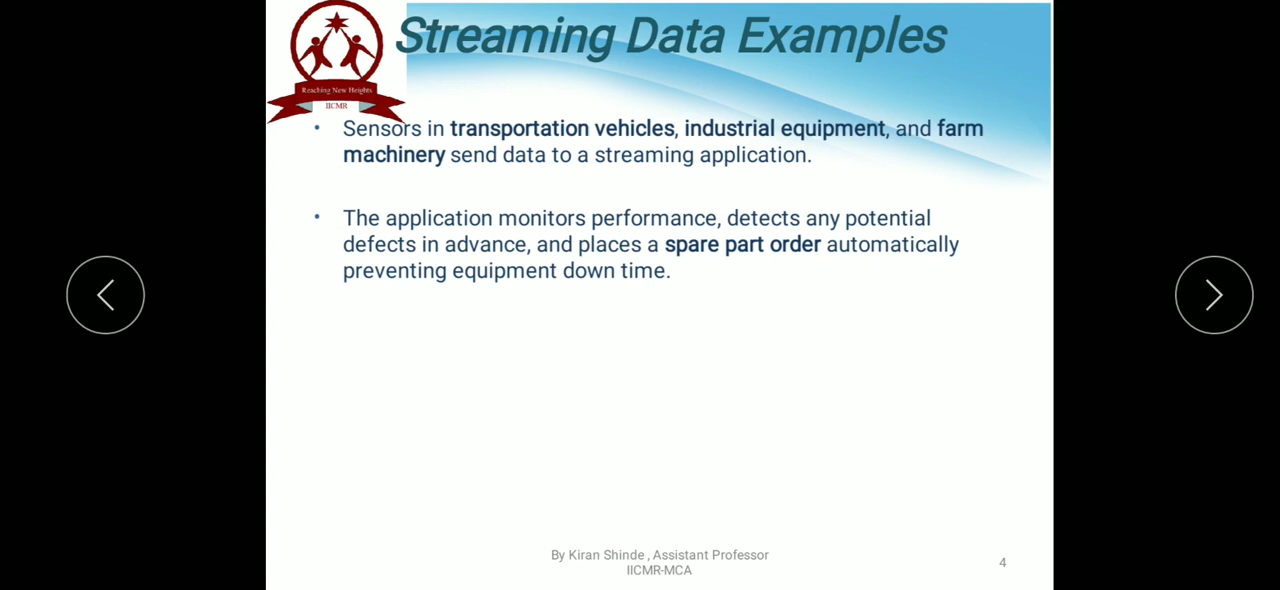 Streaming Data Examples
Reaching New Heights
IICMR
• Sensors in transportation vehicles, industrial equipment, and farm
machinery send data to a streaming application.
• The application monitors performance, detects any potential
defects in advance, and places a spare part order automatically
preventing equipment down time.
By Kiran Shinde , Assistant Professor
IICMR-MCA
4